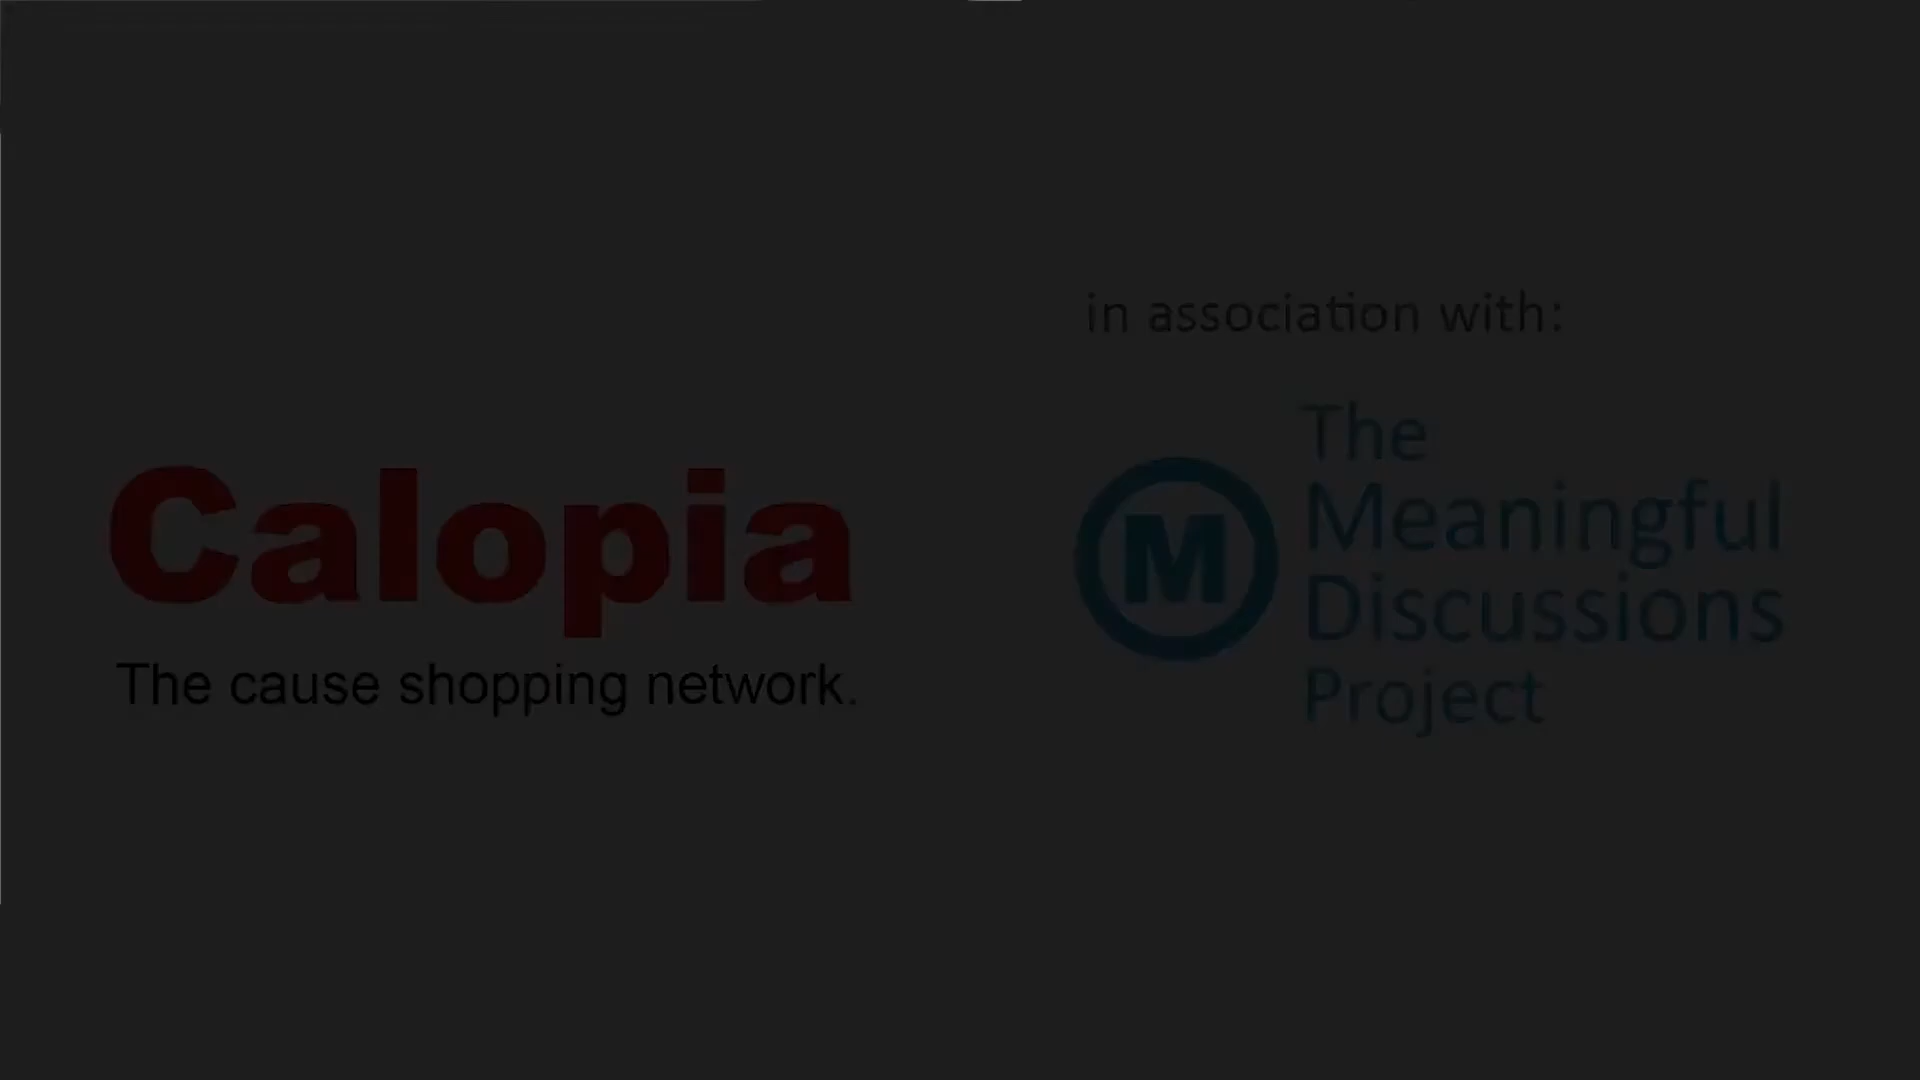 Calopia
The cause shopping network.
in association with:
M
The
Meaningful
Discussions
Project